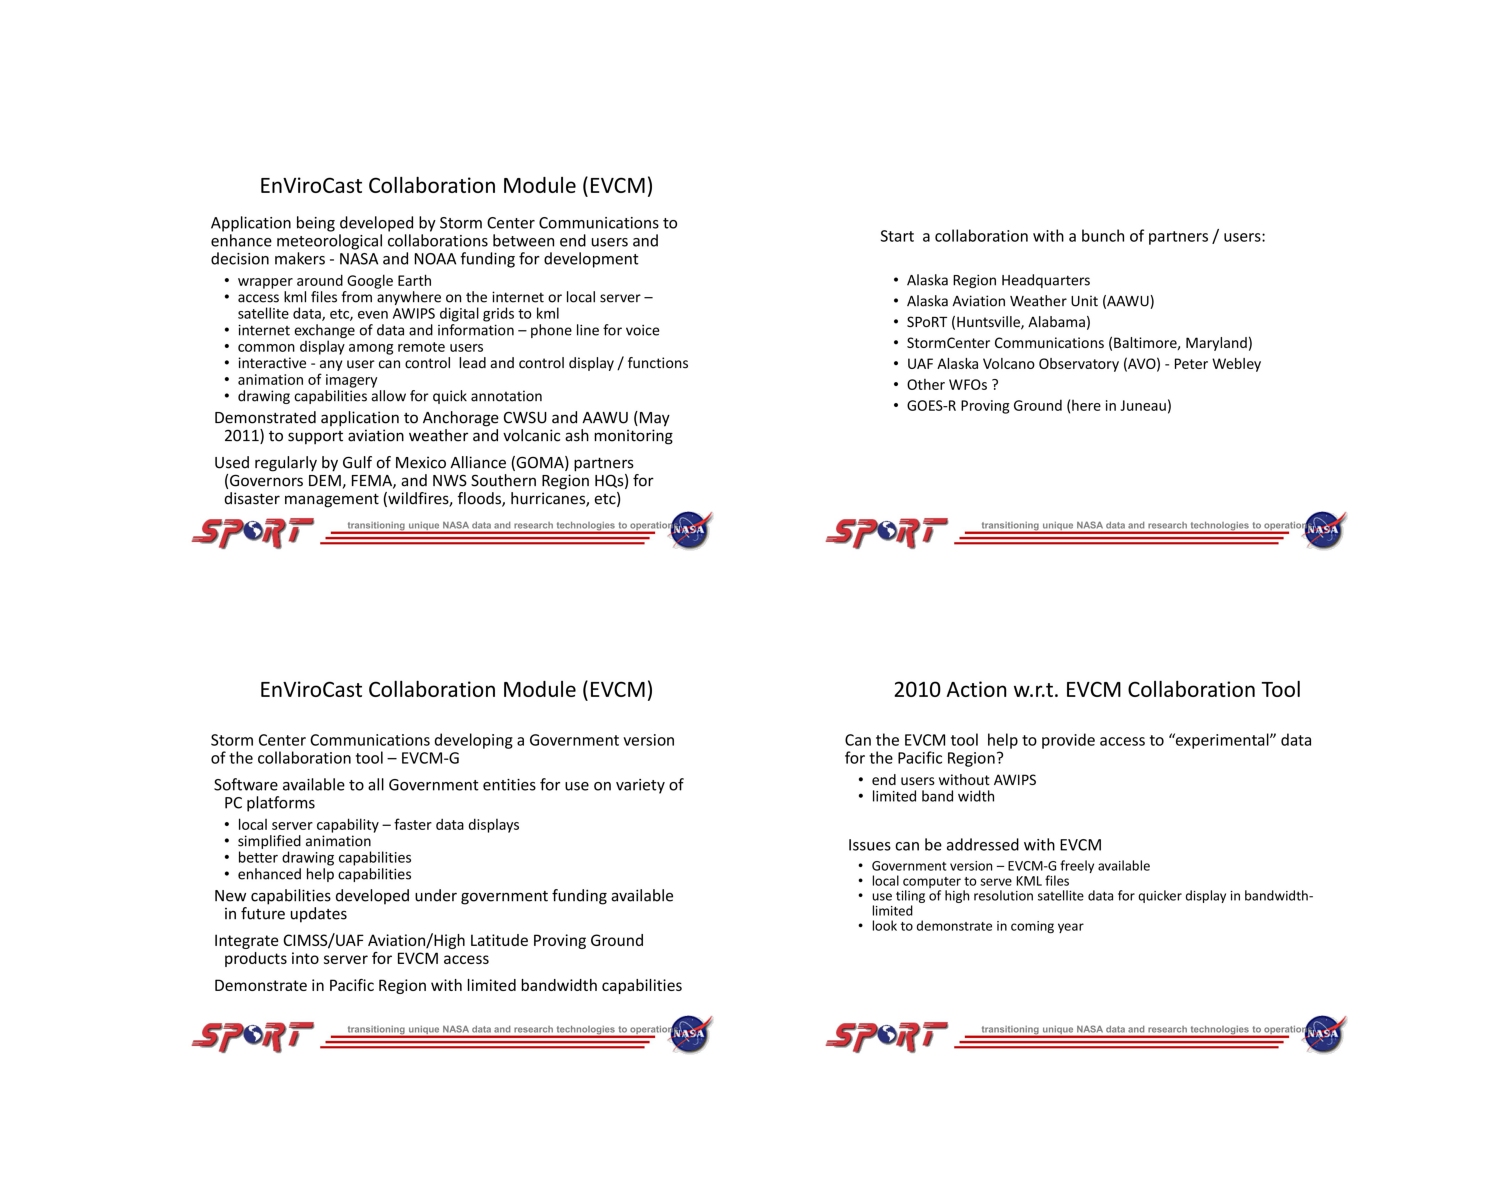 EnViroCast Collaboration Module (EVCM)
Application being developed by Storm Center Communications to
enhance meteorological collaborations between end users and
decision makers - NASA and NOAA funding for development
• wrapper around Google Earth
• access kml files from anywhere on the internet or local server –
satellite data, etc, even AWIPS digital grids to kml
• internet exchange of data and information – phone line for voice
• common display among remote users
• interactive - any user can control  lead and control display / functions
• animation of imagery
• drawing capabilities allow for quick annotation
Demonstrated application to Anchorage CWSU and AAWU (May
2011) to support aviation weather and volcanic ash monitoring
Used regularly by Gulf of Mexico Alliance (GOMA) partners
(Governors DEM, FEMA, and NWS Southern Region HQs) for
disaster management (wildfires, floods, hurricanes, etc)
SPoRT transitioning unique NASA data and research technologies to operation NASA
Start  a collaboration with a bunch of partners / users:
• Alaska Region Headquarters
• Alaska Aviation Weather Unit (AAWU)
• SPoRT (Huntsville, Alabama)
• StormCenter Communications (Baltimore, Maryland)
• UAF Alaska Volcano Observatory (AVO) - Peter Webley
• Other WFOs ?
• GOES-R Proving Ground (here in Juneau)
SPoRT transitioning unique NASA data and research technologies to operation NASA
EnViroCast Collaboration Module (EVCM)
Storm Center Communications developing a Government version
of the collaboration tool – EVCM-G
Software available to all Government entities for use on variety of
PC platforms
• local server capability – faster data displays
• simplified animation
• better drawing capabilities
• enhanced help capabilities
New capabilities developed under government funding available
in future updates
Integrate CIMSS/UAF Aviation/High Latitude Proving Ground
products into server for EVCM access
Demonstrate in Pacific Region with limited bandwidth capabilities
SPoRT transitioning unique NASA data and research technologies to operation NASA
2010 Action w.r.t. EVCM Collaboration Tool
Can the EVCM tool  help to provide access to “experimental” data
for the Pacific Region?
• end users without AWIPS
• limited band width
Issues can be addressed with EVCM
• Government version – EVCM-G freely available
• local computer to serve KML files
• use tiling of high resolution satellite data for quicker display in bandwidth-
limited
• look to demonstrate in coming year
SPoRT transitioning unique NASA data and research technologies to operation NASA